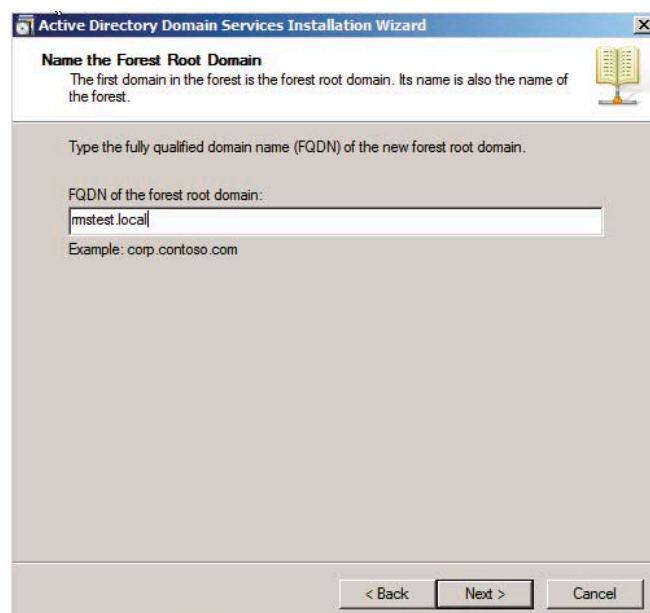 Active Directory Domain Services Installation Wizard
Name the Forest Root Domain
The first domain in the forest is the forest root domain. Its name is also the name of
the forest.
Type the fully qualified domain name (FQDN) of the new forest root domain.
FQDN of the forest root domain:
mstest.local
Example: corp.contoso.com
< Back
Next >
Cancel